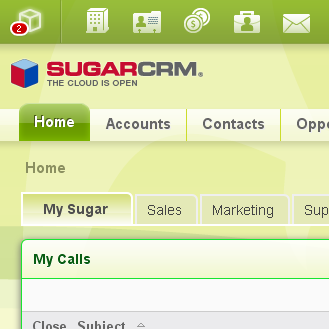 2
SUGARCRM®
THE CLOUD IS OPEN
Home Accounts Contacts Oppo
Home
My Sugar Sales Marketing Sup
My Calls
Close Subject